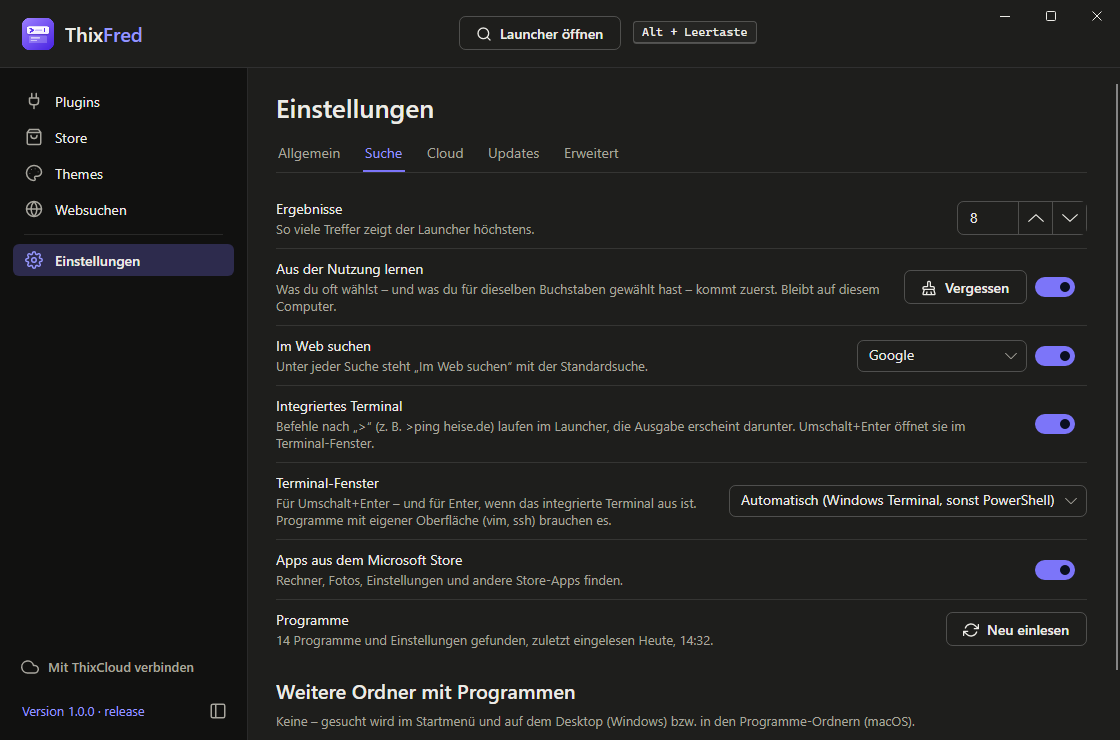 ThixFred
Launcher öffnen
Alt + Leertaste
Plugins
Store
Themes
Websuchen
Einstellungen
Mit ThixCloud verbinden
Version 1.0.0 · release
Einstellungen
Allgemein Suche Cloud Updates Erweitert
Ergebnisse
So viele Treffer zeigt der Launcher höchstens.
8
Aus der Nutzung lernen
Was du oft wählst – und was du für dieselben Buchstaben gewählt hast – kommt zuerst. Bleibt auf diesem
Computer.
Vergessen
Im Web suchen
Unter jeder Suche steht „Im Web suchen“ mit der Standardsuche.
Google
Integriertes Terminal
Befehle nach „>“ (z. B. >ping heise.de) laufen im Launcher, die Ausgabe erscheint darunter. Umschalt+Enter öffnet sie im
Terminal-Fenster.
Terminal-Fenster
Für Umschalt+Enter – und für Enter, wenn das integrierte Terminal aus ist.
Programme mit eigener Oberfläche (vim, ssh) brauchen es.
Automatisch (Windows Terminal, sonst PowerShell)
Apps aus dem Microsoft Store
Rechner, Fotos, Einstellungen und andere Store-Apps finden.
Programme
14 Programme und Einstellungen gefunden, zuletzt eingelesen Heute, 14:32.
Neu einlesen
Weitere Ordner mit Programmen
Keine – gesucht wird im Startmenü und auf dem Desktop (Windows) bzw. in den Programme-Ordnern (macOS).